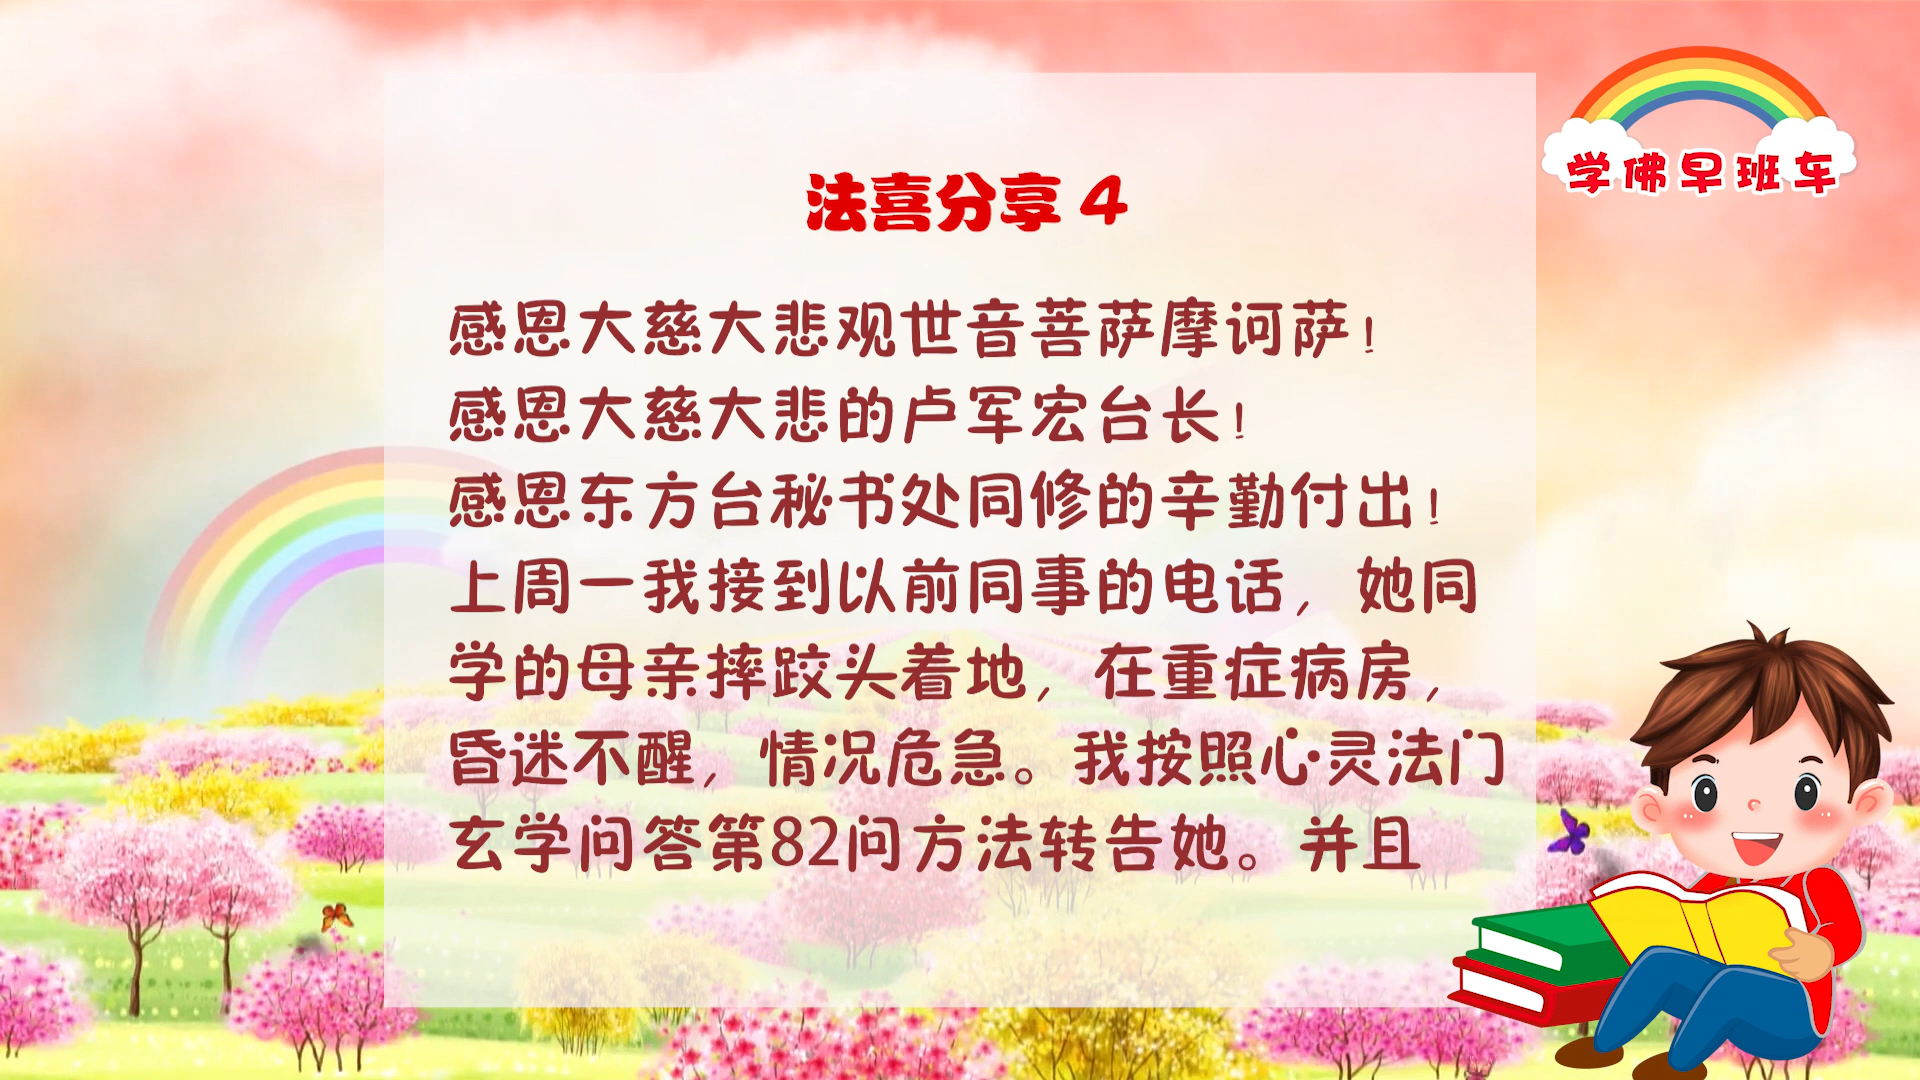 学佛早班车
法喜分享 4
感恩大慈大悲观世音菩萨摩诃萨！
感恩大慈大悲的卢军宏台长！
感恩东方台秘书处同修的辛勤付出！
上周一我接到以前同事的电话，她同
学的母亲摔跤头着地，在重症病房，
昏迷不醒，情况危急。我按照心灵法门
玄学问答第82问方法转告她。并且